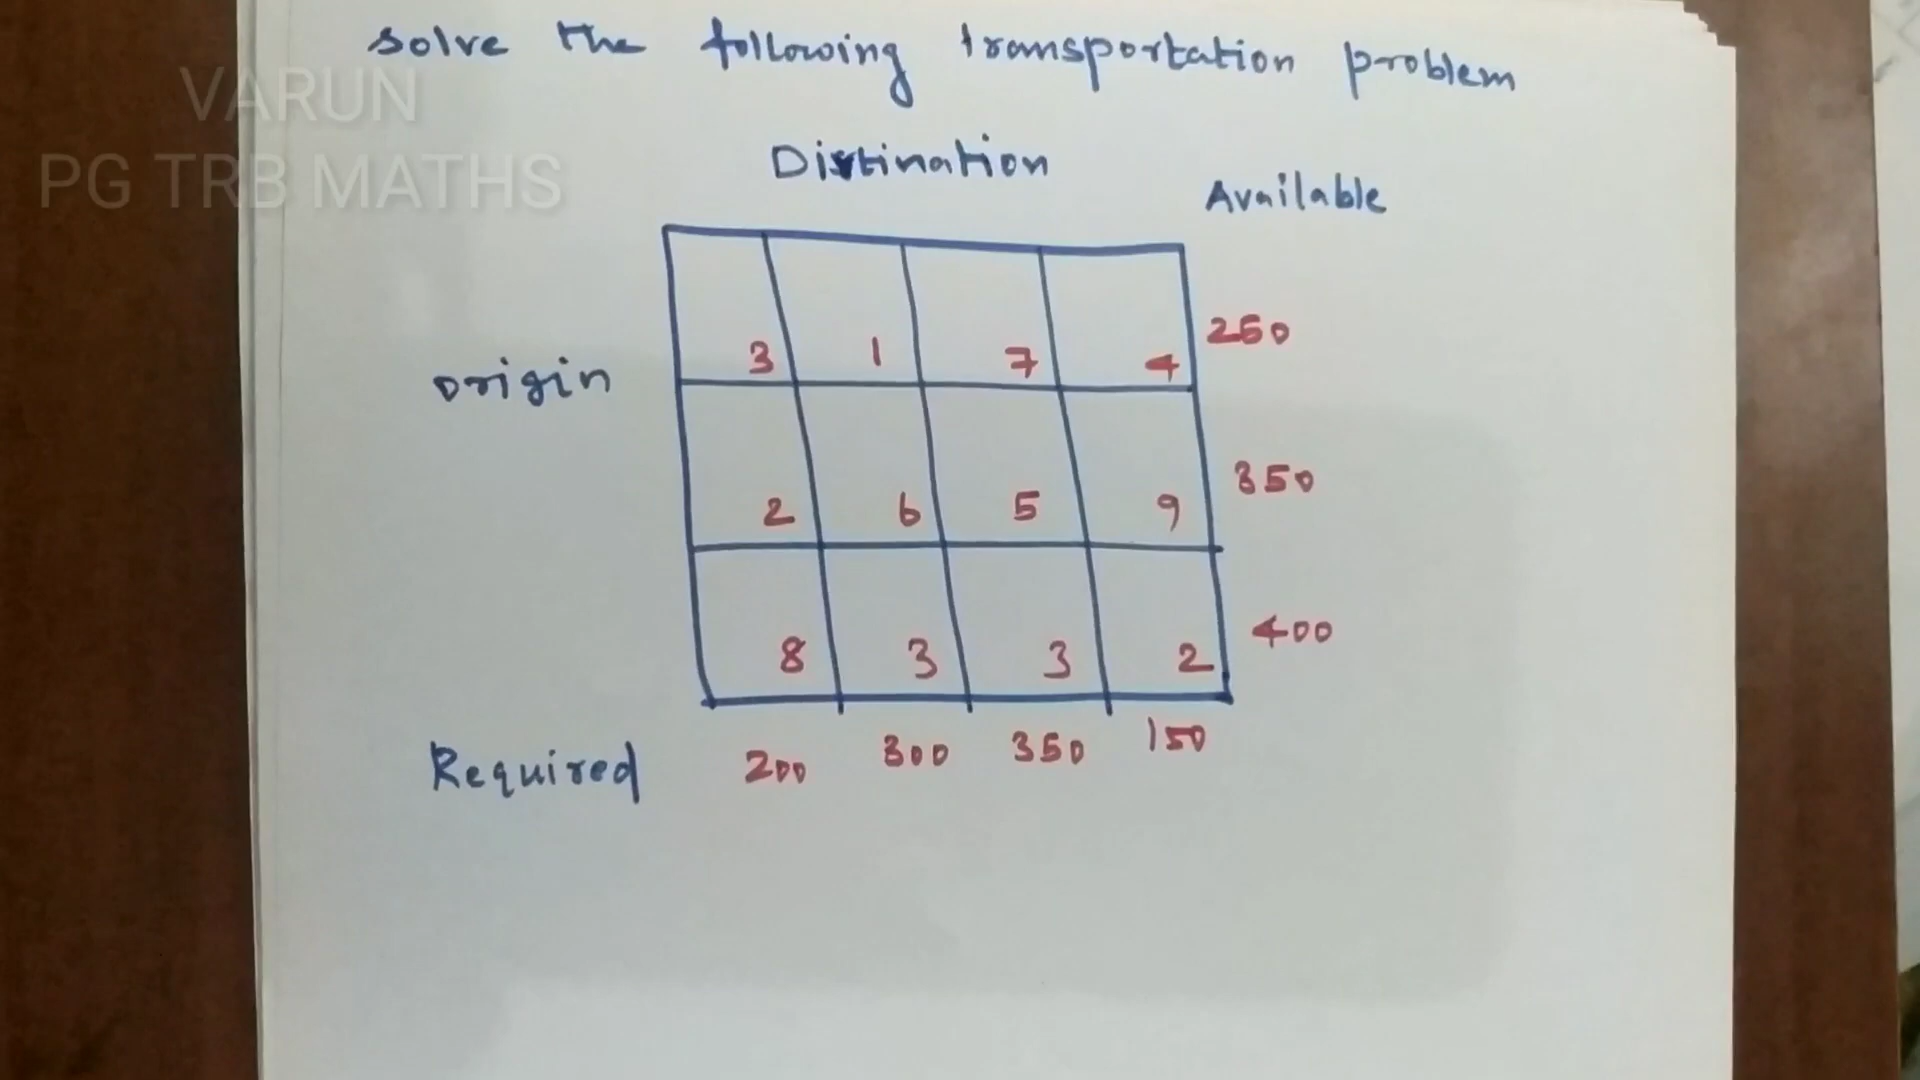 solve the following transportation problem
VARUN
PG TRB MATHS
Distination
Available
3 1 7 4 250
origin
2 6 5 9 350
8 3 3 2 400
Required 200 300 350 150